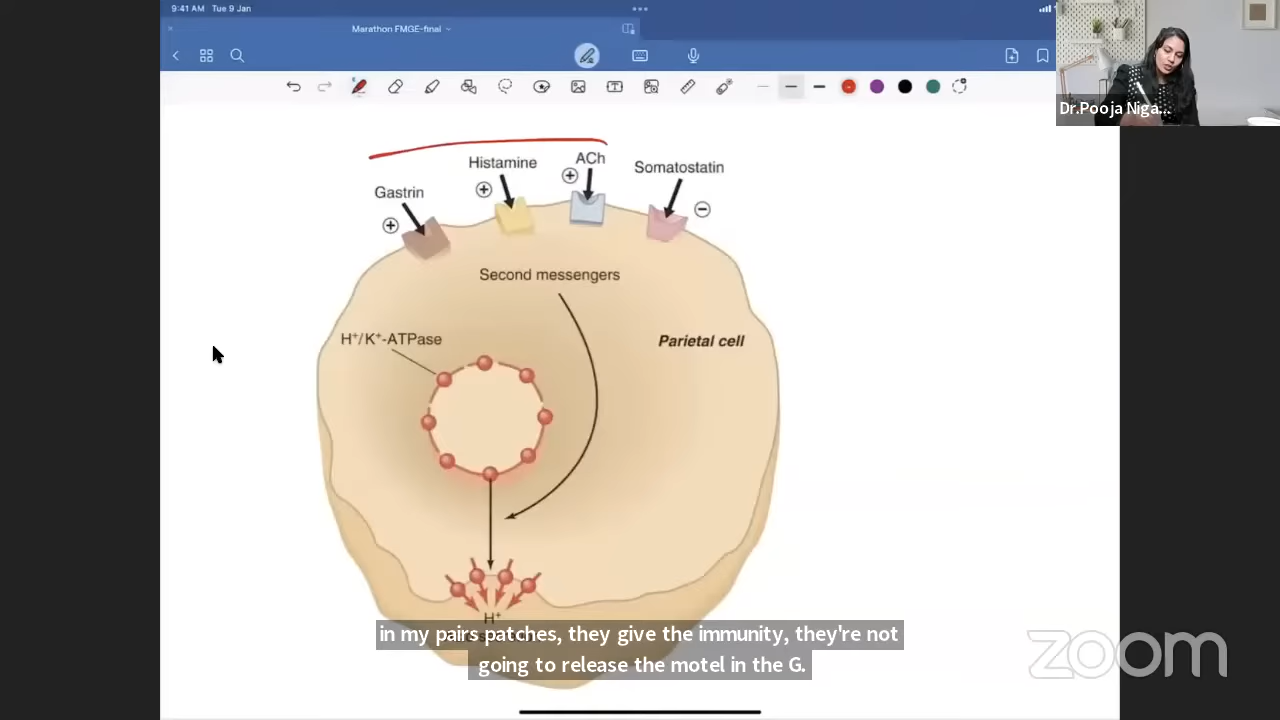 9:41 AM Tue 9 Jan
Marathon FMGE-final
Dr.Pooja Niga...
Histamine
ACh
Somatostatin
Gastrin
+
+
+
−
Second messengers
H⁺/K⁺-ATPase
Parietal cell
H⁺
in my pairs patches, they give the immunity, they're not
going to release the motel in the G.
zoom